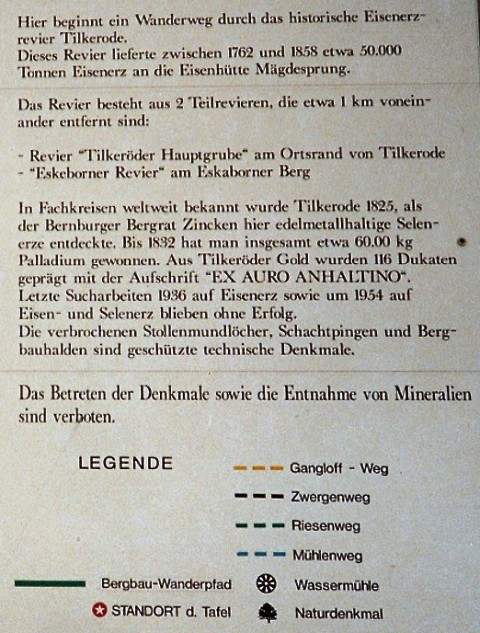 Hier beginnt ein Wanderweg durch das historische Eisenerz-
revier Tilkerode.
Dieses Revier lieferte zwischen 1762 und 1858 etwa 50.000
Tonnen Eisenerz an die Eisenhütte Mägdesprung.
Das Revier besteht aus 2 Teilrevieren, die etwa 1 km vonein-
ander entfernt sind:
- Revier "Tilkeröder Hauptgrube" am Ortsrand von Tilkerode
- "Eskeborner Revier" am Eskaborner Berg
In Fachkreisen weltweit bekannt wurde Tilkerode 1825, als
der Bernburger Bergrat Zincken hier edelmetallhaltige Selen-
erze entdeckte. Bis 1832 hat man insgesamt etwa 60.00 kg
Palladium gewonnen. Aus Tilkeröder Gold wurden 116 Dukaten
geprägt mit der Aufschrift "EX AURO ANHALTINO".
Letzte Sucharbeiten 1936 auf Eisenerz sowie um 1954 auf
Eisen- und Selenerz blieben ohne Erfolg.
Die verbrochenen Stollenmundlöcher, Schachtpingen und Berg-
bauhalden sind geschützte technische Denkmale.
Das Betreten der Denkmale sowie die Entnahme von Mineralien
sind verboten.
LEGENDE
Gangloff - Weg
Zwergenweg
Riesenweg
Mühlenweg
Bergbau-Wanderpfad
Wassermühle
STANDORT d. Tafel
Naturdenkmal